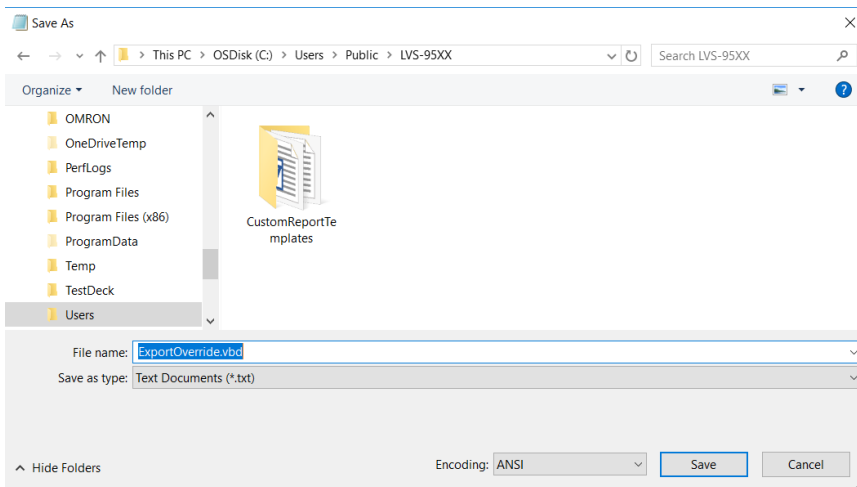 Save As
This PC > OSDisk (C:) > Users > Public > LVS-95XX
Search LVS-95XX
Organize
New folder
OMRON
OneDriveTemp
PerfLogs
Program Files
Program Files (x86)
ProgramData
Temp
TestDeck
Users
CustomReportTe
mplates
File name: ExportOverride.vbd
Save as type: Text Documents (*.txt)
Hide Folders
Encoding: ANSI
Save
Cancel